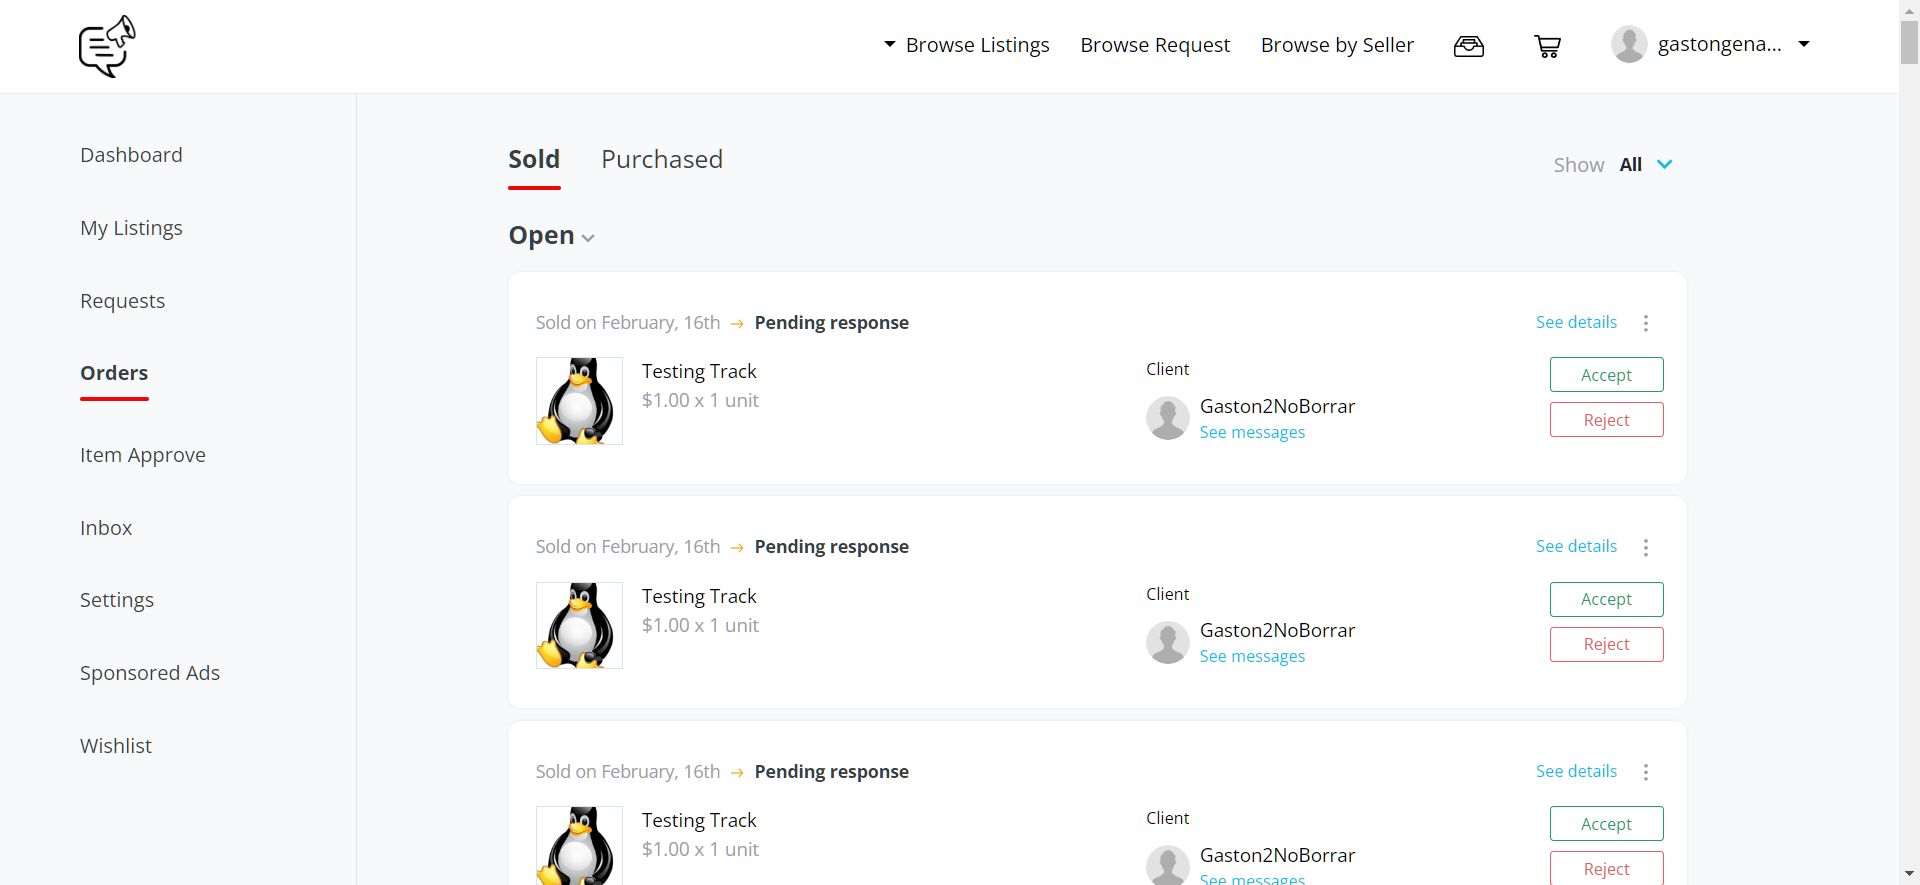 Browse Listings
Browse Request
Browse by Seller
gastongena...
Dashboard
My Listings
Requests
Orders
Item Approve
Inbox
Settings
Sponsored Ads
Wishlist
Sold
Purchased
Show All
Open
Sold on February, 16th → Pending response
See details
Testing Track
$1.00 x 1 unit
Client
Gaston2NoBorrar
See messages
Accept
Reject
Sold on February, 16th → Pending response
See details
Testing Track
$1.00 x 1 unit
Client
Gaston2NoBorrar
See messages
Accept
Reject
Sold on February, 16th → Pending response
See details
Testing Track
$1.00 x 1 unit
Client
Gaston2NoBorrar
See messages
Accept
Reject